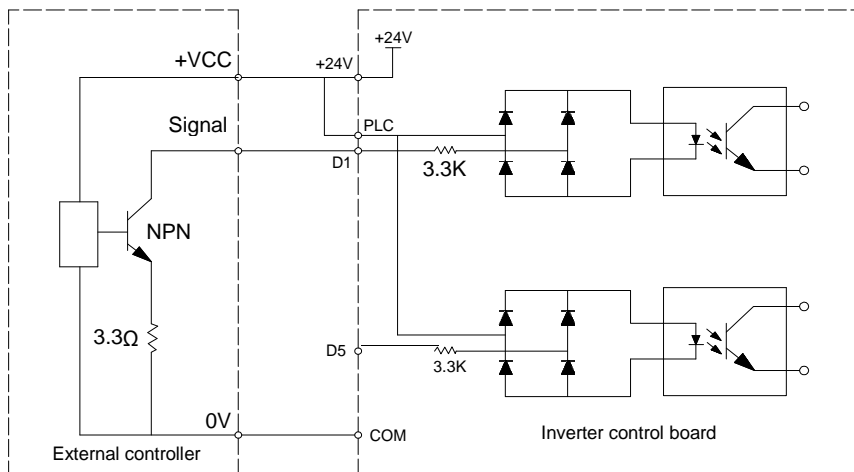 +24V
+VCC
+24V
Signal
PLC
D1
3.3K
NPN
3.3Ω
D5
3.3K
0V
COM
External controller
Inverter control board